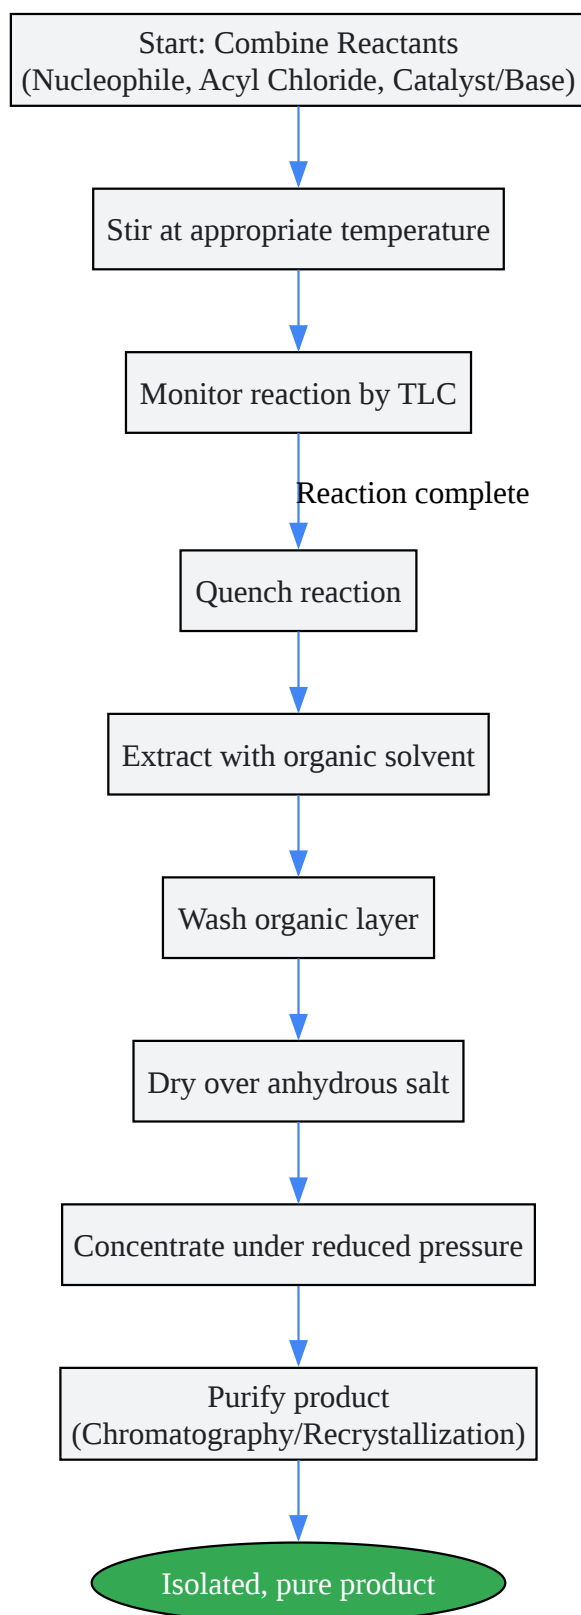 Start: Combine Reactants
(Nucleophile, Acyl Chloride, Catalyst/Base)
Stir at appropriate temperature
Monitor reaction by TLC
Reaction complete
Quench reaction
Extract with organic solvent
Wash organic layer
Dry over anhydrous salt
Concentrate under reduced pressure
Purify product
(Chromatography/Recrystallization)
Isolated, pure product